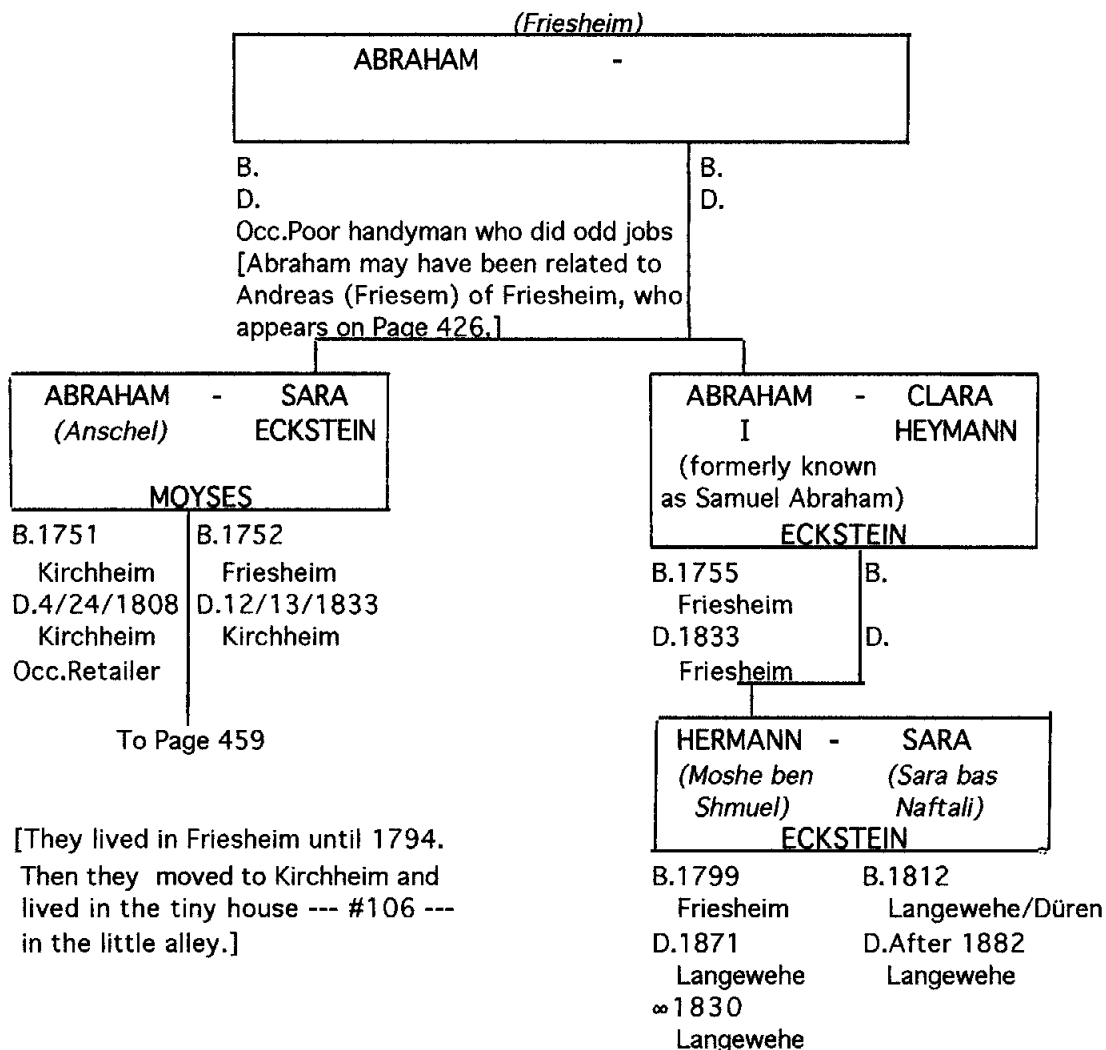 (Friesheim)
ABRAHAM -
B.
D.
B.
D.
Occ.Poor handyman who did odd jobs
[Abraham may have been related to
Andreas (Friesem) of Friesheim, who
appears on Page 426.]
ABRAHAM - SARA
(Anschel) ECKSTEIN
MOYSES
B.1751
Kirchheim
D.4/24/1808
Kirchheim
Occ.Retailer
B.1752
Friesheim
D.12/13/1833
Kirchheim
To Page 459
[They lived in Friesheim until 1794.
Then they moved to Kirchheim and
lived in the tiny house --- #106 ---
in the little alley.]
ABRAHAM - CLARA
I HEYMANN
(formerly known
as Samuel Abraham)
ECKSTEIN
B.1755
Friesheim
D.1833
Friesheim
B.
D.
HERMANN - SARA
(Moshe ben (Sara bas
Shmuel) Naftali)
ECKSTEIN
B.1799
Friesheim
D.1871
Langewehe
∞1830
Langewehe
B.1812
Langewehe/Düren
D.After 1882
Langewehe